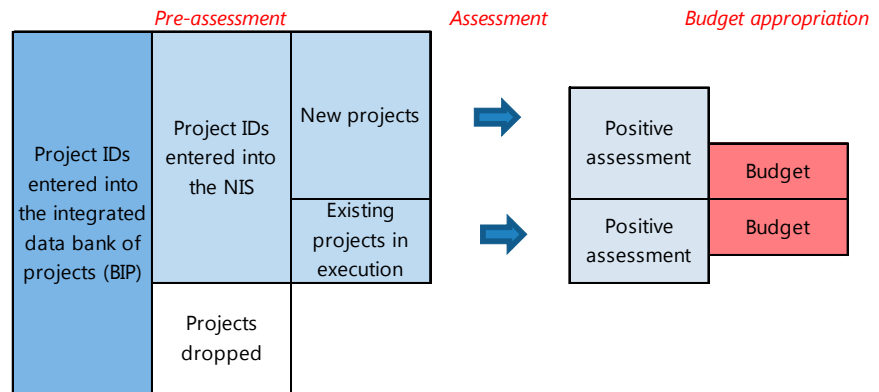 Pre-assessment
Assessment
Budget appropriation
Project IDs
entered into
the integrated
data bank of
projects (BIP)
Project IDs
entered into
the NIS
Projects
dropped
New projects
Existing
projects in
execution
Positive
assessment
Positive
assessment
Budget
Budget